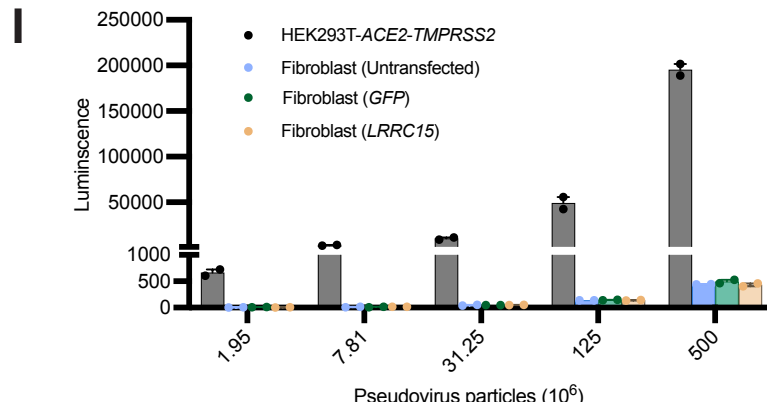 I
250000
200000
150000
100000
50000
1000
500
0
Luminscence
HEK293T-ACE2-TMPRSS2
Fibroblast (Untransfected)
Fibroblast (GFP)
Fibroblast (LRRC15)
1.95
7.81
31.25
125
500
Pseudovirus particles (10⁶)